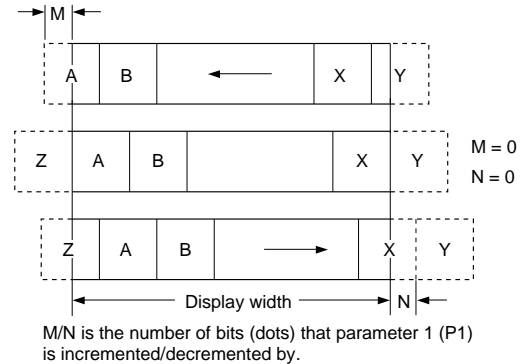 M
A B X Y
Z A B X Y M = 0
N = 0
Z A B X Y
Display width N
M/N is the number of bits (dots) that parameter 1 (P1)
is incremented/decremented by.